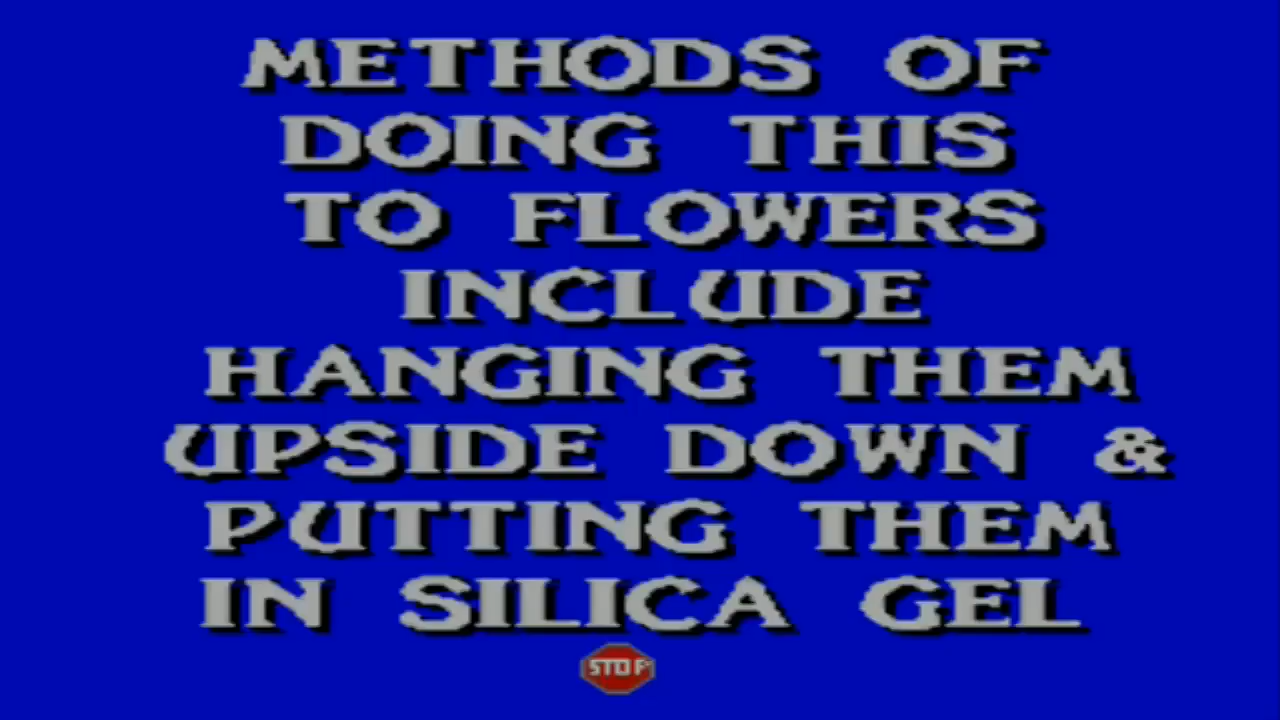 METHODS OF
DOING THIS
TO FLOWERS
INCLUDE
HANGING THEM
UPSIDE DOWN &
PUTTING THEM
IN SILICA GEL
STOP